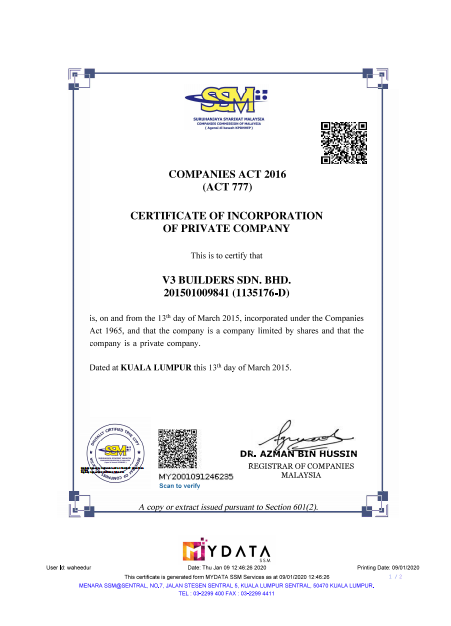 SSM
SURUHANJAYA SYARIKAT MALAYSIA
COMPANIES COMMISSION OF MALAYSIA
( Agensi di bawah KPDNHEP )
COMPANIES ACT 2016
(ACT 777)
CERTIFICATE OF INCORPORATION
OF PRIVATE COMPANY
This is to certify that
V3 BUILDERS SDN. BHD.
201501009841 (1135176-D)
is, on and from the 13th day of March 2015, incorporated under the Companies
Act 1965, and that the company is a company limited by shares and that the
company is a private company.
Dated at KUALA LUMPUR this 13th day of March 2015.
DIGITALLY CERTIFIED TRUE COPY
SSM
MY2001091246235
Scan to verify
DR. AZMAN BIN HUSSIN
REGISTRAR OF COMPANIES
MALAYSIA
A copy or extract issued pursuant to Section 601(2).
MYDATA
S.S.M.
User Id: waheedur Date: Thu Jan 09 12:46:26 2020 Printing Date: 09/01/2020
This certificate is generated form MYDATA SSM Services as at 09/01/2020 12:46:26 1 / 2
MENARA SSM@SENTRAL, NO.7, JALAN STESEN SENTRAL 5, KUALA LUMPUR SENTRAL, 50470 KUALA LUMPUR,
TEL : 03-2299 400 FAX : 03-2299 4411